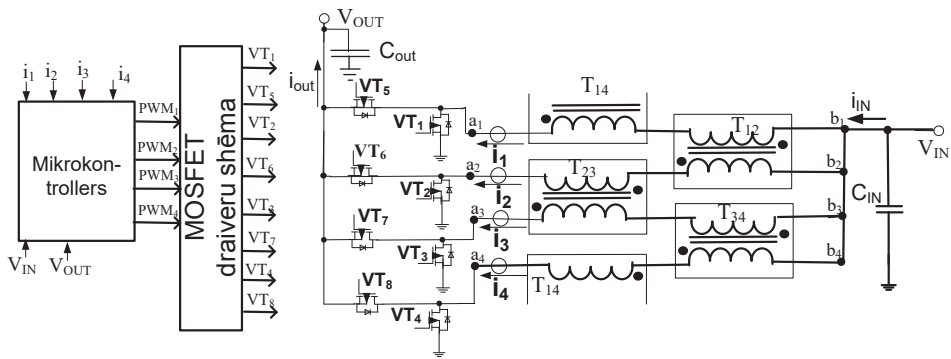 i1 i2 i3 i4
Mikrokon-
trollers
PWM1
PWM2
PWM3
PWM4
VIN VOUT
MOSFET
draiveru shēma
VT1
VT5
VT2
VT6
VT3
VT7
VT4
VT8
VOUT
Cout
iout
VT5
VT1
a1
i1
T14
T12
b1
iIN
VIN
VT6
VT2
a2
i2
T23
b2
CIN
VT7
VT3
a3
i3
T34
b3
VT8
VT4
a4
i4
T14
b4